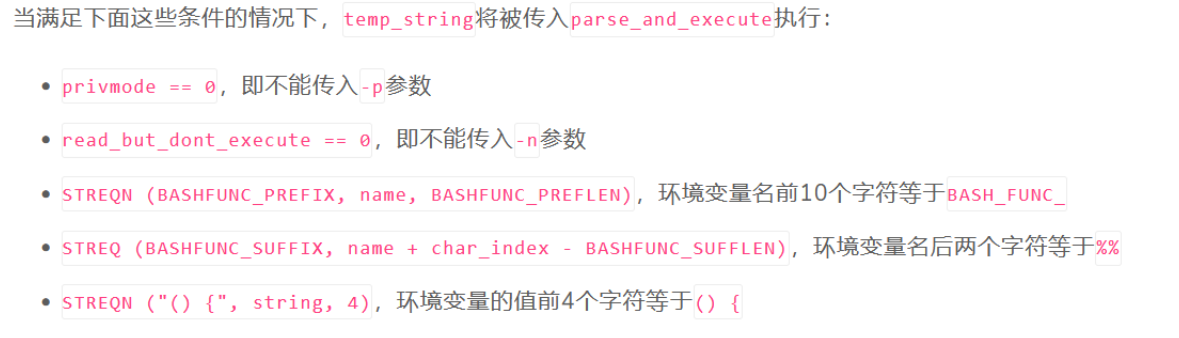 当满足下面这些条件的情况下，temp_string将被传入parse_and_execute执行：
• privmode == 0，即不能传入-p参数
• read_but_dont_execute == 0，即不能传入-n参数
• STREQN (BASHFUNC_PREFIX, name, BASHFUNC_PREFLEN)，环境变量名前10个字符等于BASH_FUNC_
• STREQ (BASHFUNC_SUFFIX, name + char_index - BASHFUNC_SUFFLEN)，环境变量名后两个字符等于%%
• STREQN ("() {", string, 4)，环境变量的值前4个字符等于() {